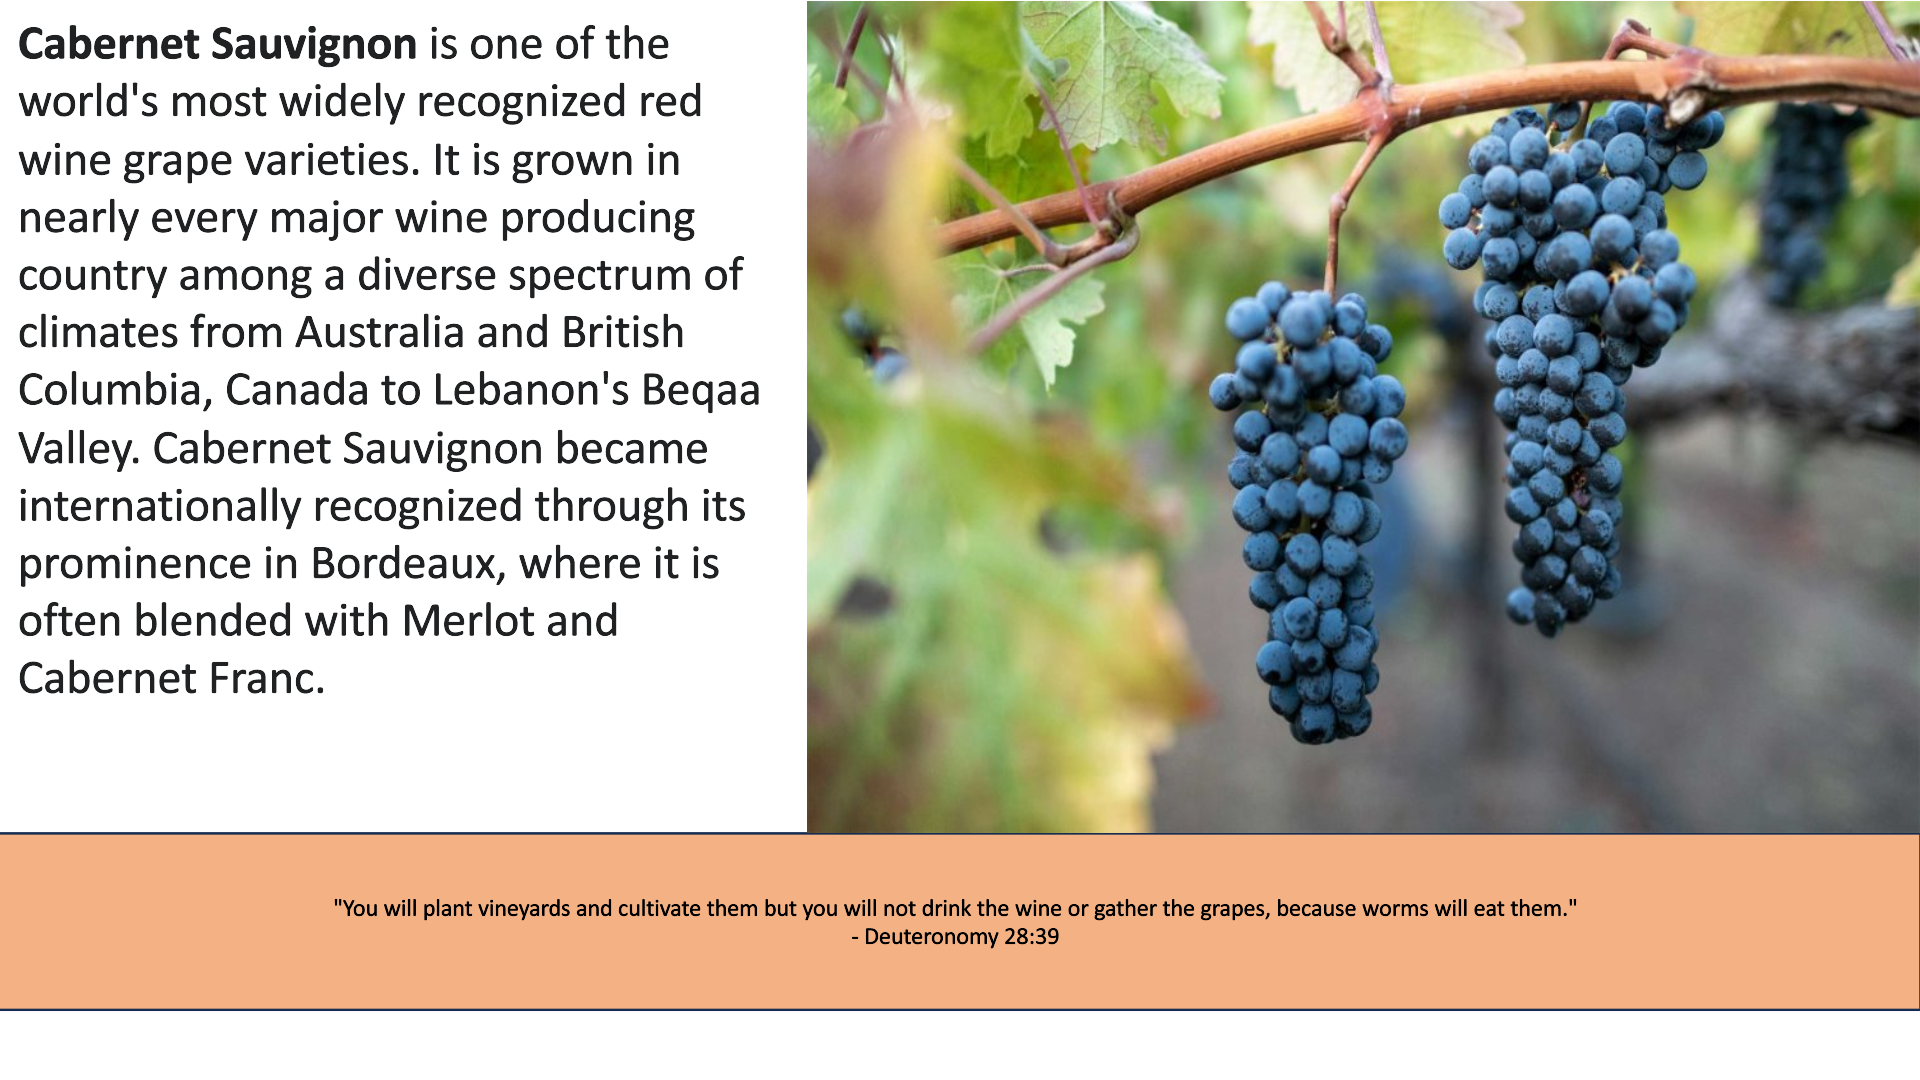 Cabernet Sauvignon is one of the
world's most widely recognized red
wine grape varieties. It is grown in
nearly every major wine producing
country among a diverse spectrum of
climates from Australia and British
Columbia, Canada to Lebanon's Beqaa
Valley. Cabernet Sauvignon became
internationally recognized through its
prominence in Bordeaux, where it is
often blended with Merlot and
Cabernet Franc.
"You will plant vineyards and cultivate them but you will not drink the wine or gather the grapes, because worms will eat them."
- Deuteronomy 28:39